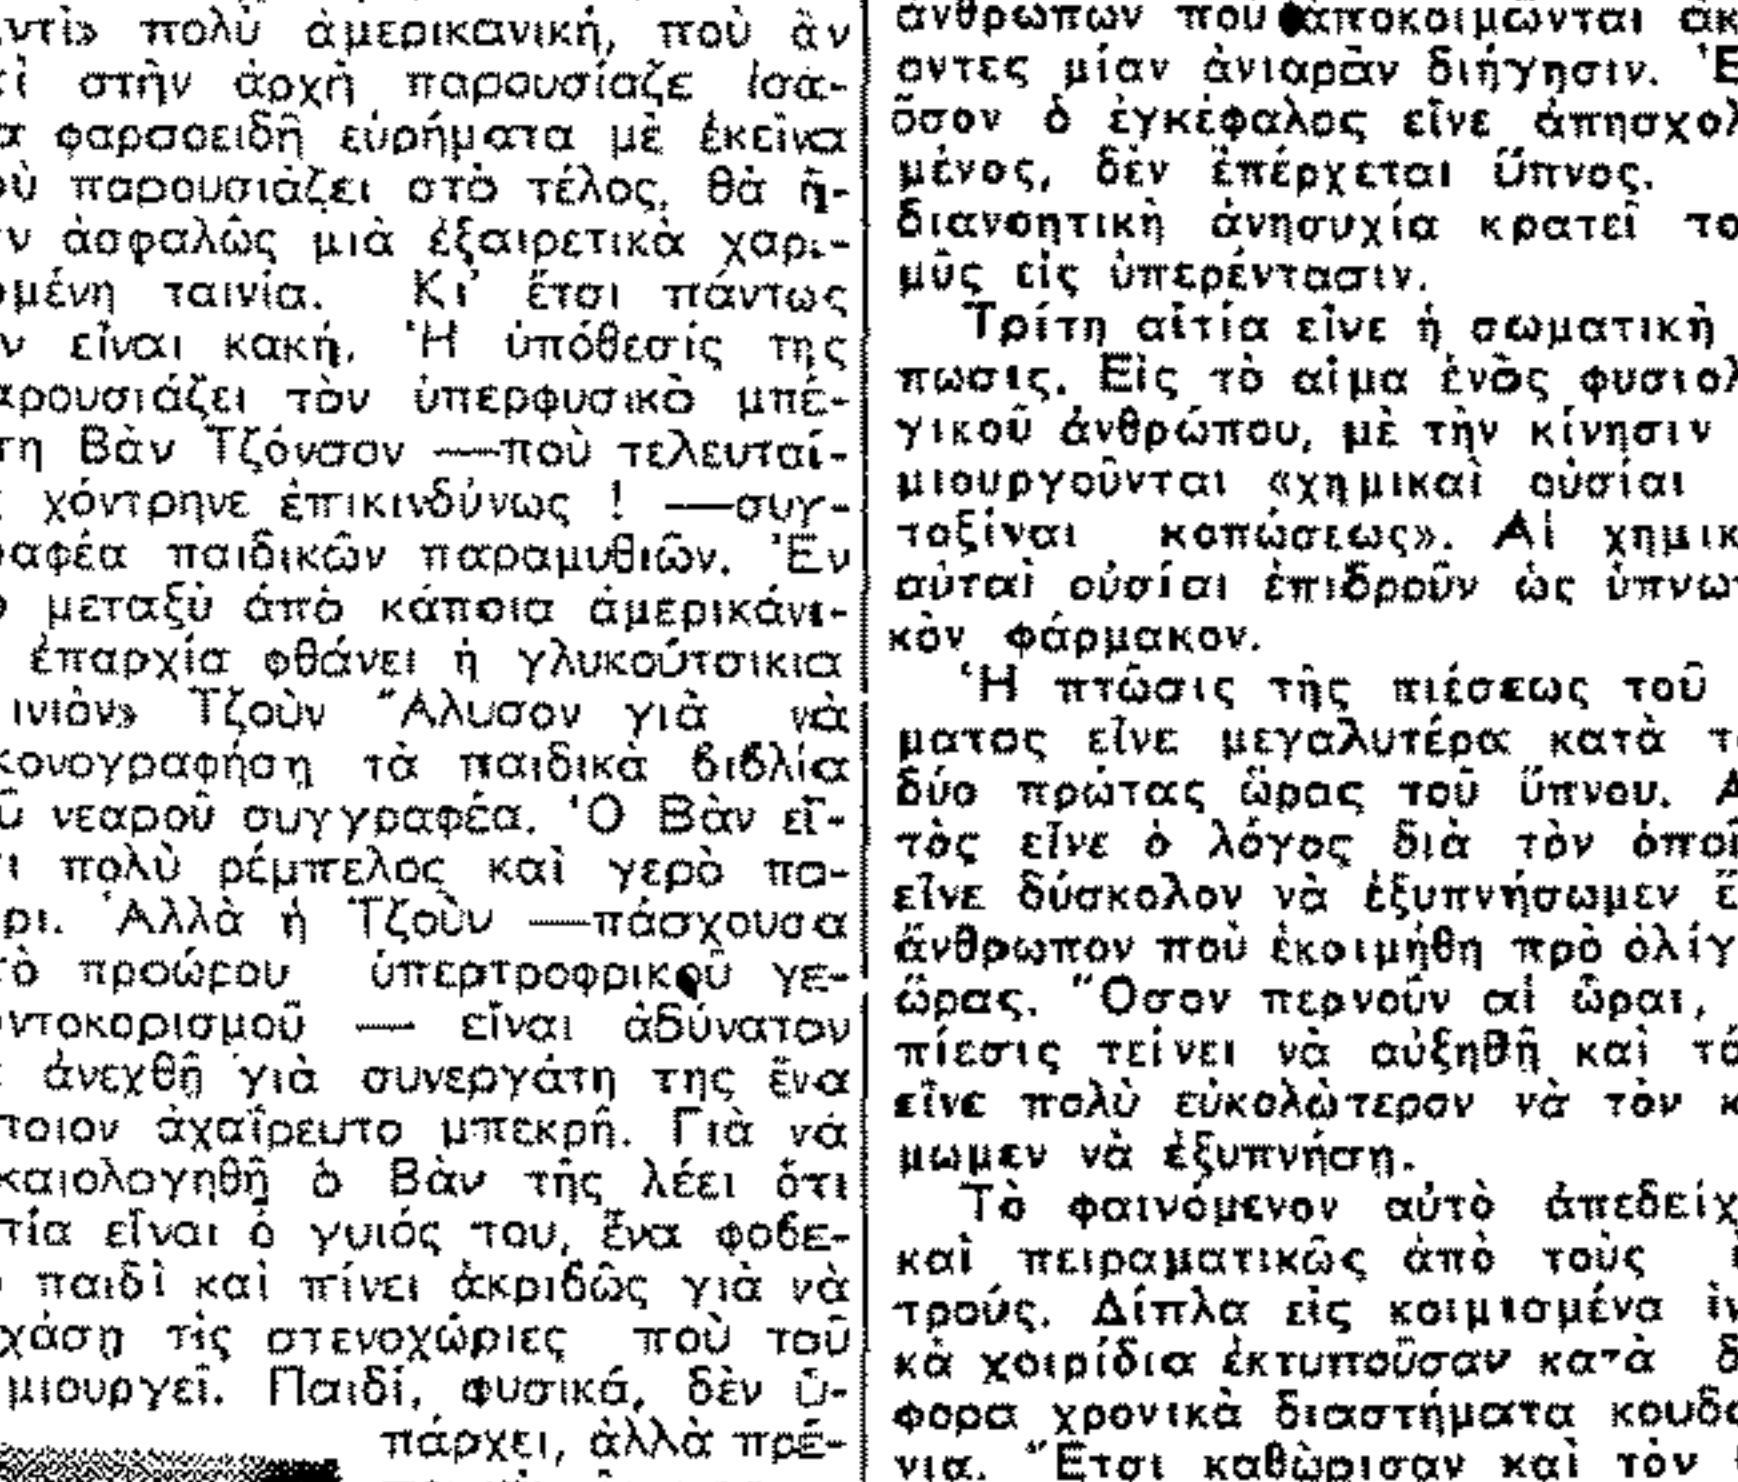 ντὶ» πολὺ ἀμερικανική, ποὺ ἂν
στὴν ἀρχὴ παρουσίαζε ἰσά-
φαρσοειδῆ εὑρήματα μὲ ἐκεῖνα
παρουσιάζει στὸ τέλος, θὰ ἦ-
ἀσφαλῶς μιὰ ἐξαιρετικὰ χαρι-
μένη ταινία. Κι' ἔτσι πάντως
εἶναι κακή. Ἡ ὑπόθεσίς της
αρουσιάζει τὸν ὑπερφυσικὸ μπέ-
τη Βὰν Τζόνσον —ποὺ τελευταί-
χόντρηνε ἐπικινδύνως ! —συγ-
αφέα παιδικῶν παραμυθιῶν. Ἐν
μεταξὺ ἀπὸ κάποια ἀμερικάνι-
ἐπαρχία φθάνει ἡ γλυκούτσικια
ινιὸν» Τζοὺν Ἄλυσον γιὰ νὰ
κονογραφήση τὰ παιδικὰ βιβλία
νεαροῦ συγγραφέα. Ὁ Βὰν εἶ-
πολὺ ρέμπελος καὶ γερὸ πο-
ρι. Ἀλλὰ ἡ Τζοὺν —πάσχουσα
προώρου ὑπερτροφρικοῦ γε-
οντοκορισμοῦ — εἶναι ἀδύνατον
ἀνεχθῆ γιὰ συνεργάτη της ἕνα
ποιον ἀχαΐρευτο μπεκρῆ. Γιὰ νά
καιολογηθῆ ὁ Βὰν τῆς λέει ὅτι
τία εἶναι ὁ γυιός του, ἕνα φοβε-
παιδὶ καὶ πίνει ἀκριβῶς γιὰ νὰ
χάση τὶς στενοχώριες ποὺ τοῦ
μιουργεῖ. Παιδί, φυσικά, δὲν ὑ-
πάρχει, ἀλλὰ πρέ-
ἀνθρώπων ποὺ ἀποκοιμῶνται ἀκ
οντες μίαν ἀνιαρὰν διήγησιν. Ἐ
ὅσον ὁ ἐγκέφαλος εἶνε ἀπησχολ
μένος, δὲν ἐπέρχεται ὕπνος.
διανοητικὴ ἀνησυχία κρατεῖ το
μῦς εἰς ὑπερέντασιν.
Τρίτη αἰτία εἶνε ἡ σωματικὴ
πωσις. Εἰς τὸ αἷμα ἑνὸς φυσιολ
γικοῦ ἀνθρώπου, μὲ τὴν κίνησιν
μιουργοῦνται «χημικαὶ οὐσίαι
τοξίναι κοπώσεως». Αἱ χημικ
αὐταὶ οὐσίαι ἐπιδροῦν ὡς ὑπνωτ
κὸν φάρμακον.
Ἡ πτῶσις τῆς πιέσεως τοῦ
ματος εἶνε μεγαλυτέρα κατὰ τ
δύο πρώτας ὥρας τοῦ ὕπνου. Α
τὸς εἶνε ὁ λόγος διὰ τὸν ὁποῖ
εἶνε δύσκολον νὰ ἐξυπνήσωμεν ἕ
ἄνθρωπον ποὺ ἐκοιμήθη πρὸ ὀλίγ
ὥρας. Ὅσον περνοῦν αἱ ὧραι,
πίεσις τείνει νὰ αὐξηθῆ καὶ τό
εἶνε πολὺ εὐκολώτερον νὰ τὸν κ
μωμεν νὰ ἐξυπνήση.
Τὸ φαινόμενον αὐτὸ ἀπεδείχ
καὶ πειραματικῶς ἀπὸ τοὺς
τρούς. Δίπλα εἰς κοιμισμένα ἰν
κὰ χοιρίδια ἐκτυποῦσαν κατὰ δ
φορα χρονικὰ διαστήματα κουδο
νια. Ἔτσι καθώρισαν καὶ τὸν